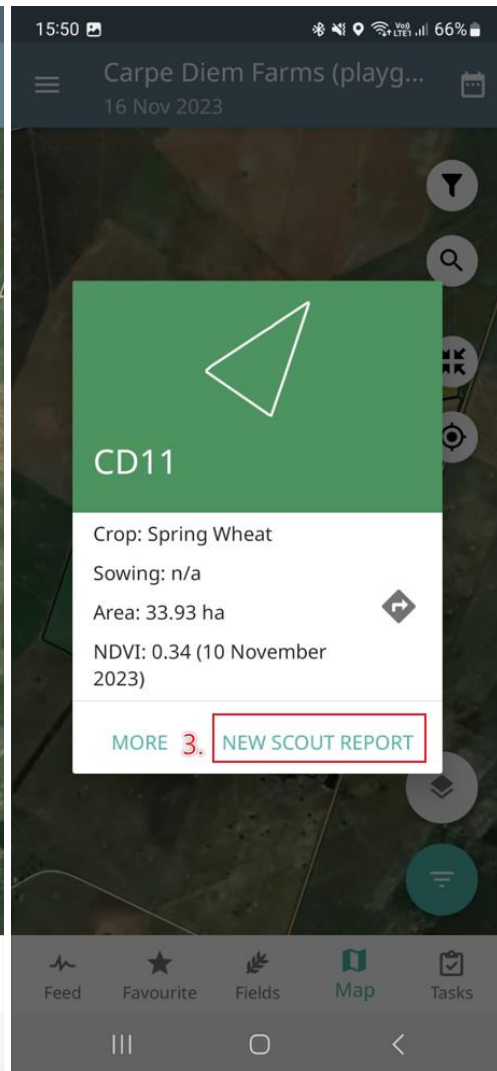 15:50 66%
Carpe Diem Farms (playg...
16 Nov 2023
CD11
Crop: Spring Wheat
Sowing: n/a
Area: 33.93 ha
NDVI: 0.34 (10 November
2023)
MORE 3. NEW SCOUT REPORT
Feed Favourite Fields Map Tasks